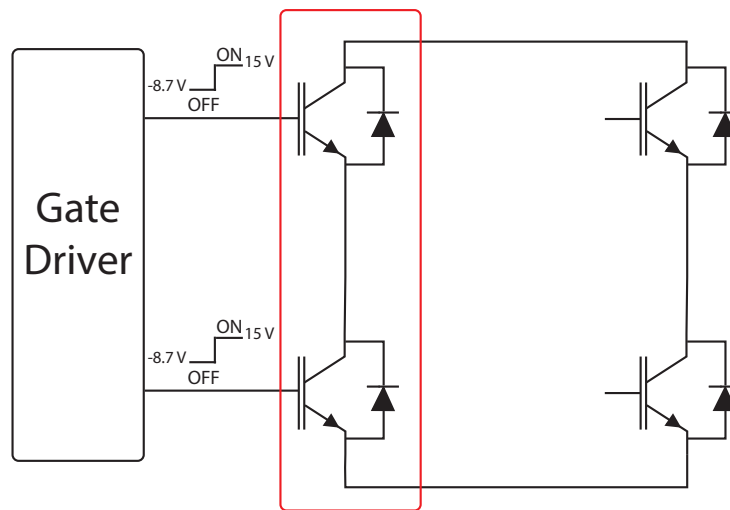 ON 15 V
-8.7 V
OFF
Gate
Driver
ON 15 V
-8.7 V
OFF